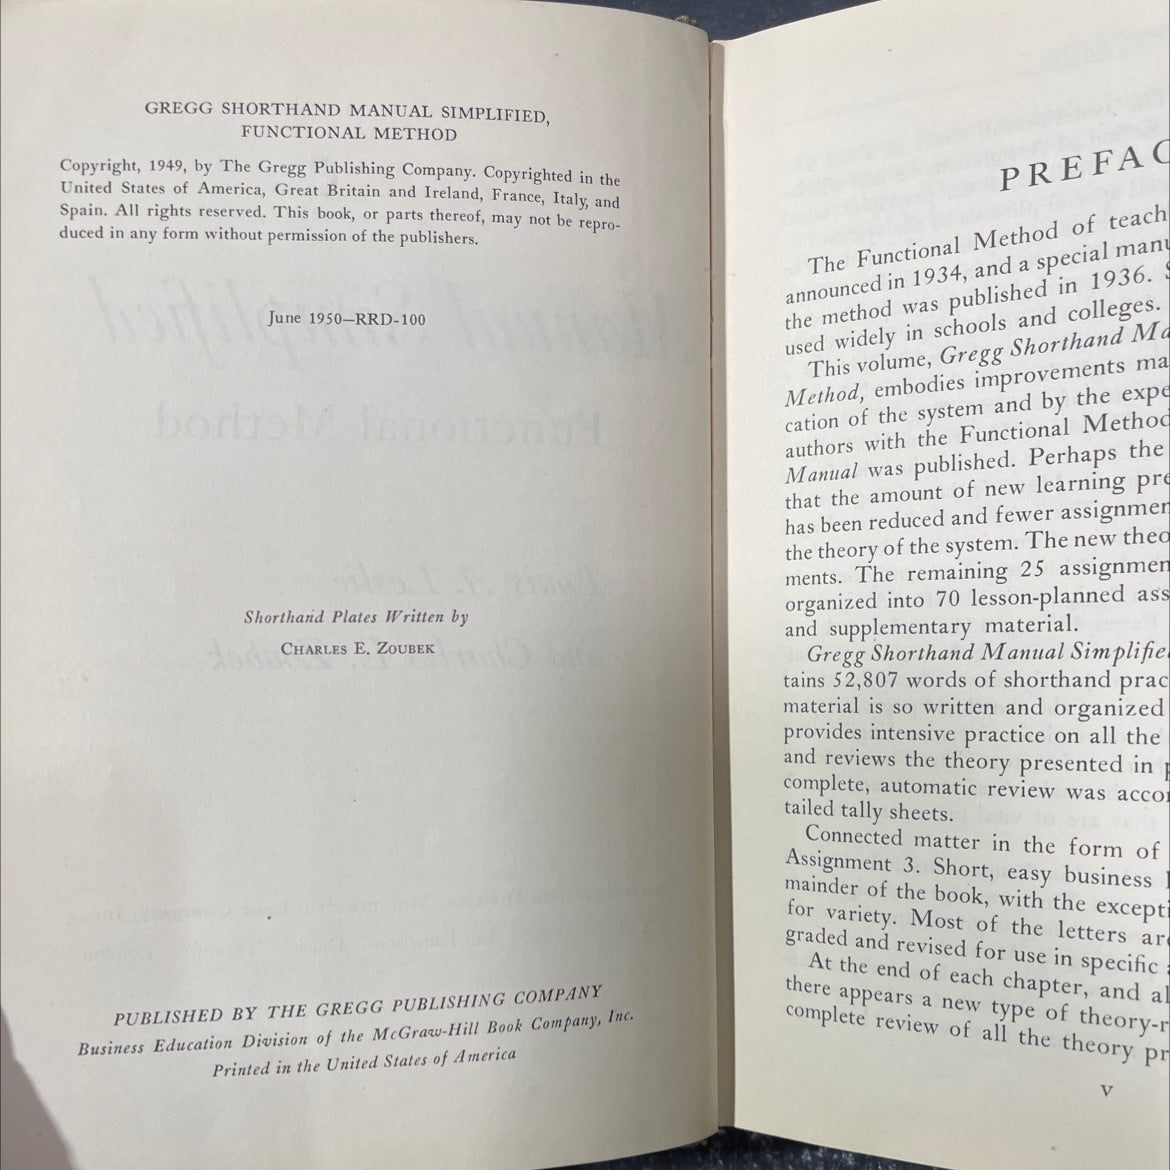 GREGG SHORTHAND MANUAL SIMPLIFIED,
FUNCTIONAL METHOD
Copyright, 1949, by The Gregg Publishing Company. Copyrighted in the
United States of America, Great Britain and Ireland, France, Italy, and
Spain. All rights reserved. This book, or parts thereof, may not be repro-
duced in any form without permission of the publishers.
June 1950—RRD-100
Shorthand Plates Written by
CHARLES E. ZOUBEK
PUBLISHED BY THE GREGG PUBLISHING COMPANY
Business Education Division of the McGraw-Hill Book Company, Inc.
Printed in the United States of America
PREFAC
The Functional Method of teach
announced in 1934, and a special manu
the method was published in 1936. S
used widely in schools and colleges.
This volume, Gregg Shorthand Ma
Method, embodies improvements ma
cation of the system and by the expe
authors with the Functional Method
Manual was published. Perhaps the
that the amount of new learning pre
has been reduced and fewer assignmen
the theory of the system. The new theo
ments. The remaining 25 assignmen
organized into 70 lesson-planned ass
and supplementary material.
Gregg Shorthand Manual Simplifie
tains 52,807 words of shorthand prac
material is so written and organized
provides intensive practice on all the
and reviews the theory presented in p
complete, automatic review was accom
tailed tally sheets.
Connected matter in the form of
Assignment 3. Short, easy business l
mainder of the book, with the excepti
for variety. Most of the letters are
graded and revised for use in specific a
At the end of each chapter, and al
there appears a new type of theory-r
complete review of all the theory pr
v